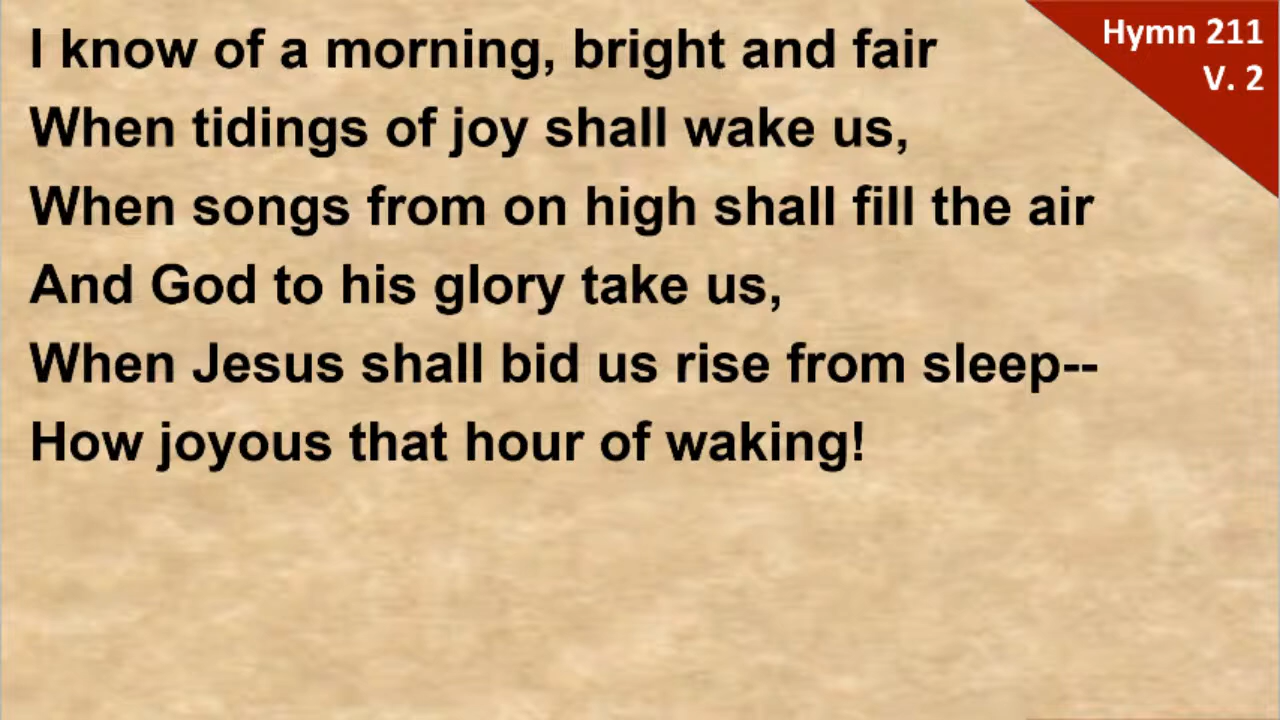 I know of a morning, bright and fair
When tidings of joy shall wake us,
When songs from on high shall fill the air
And God to his glory take us,
When Jesus shall bid us rise from sleep--
How joyous that hour of waking!
Hymn 211
V. 2